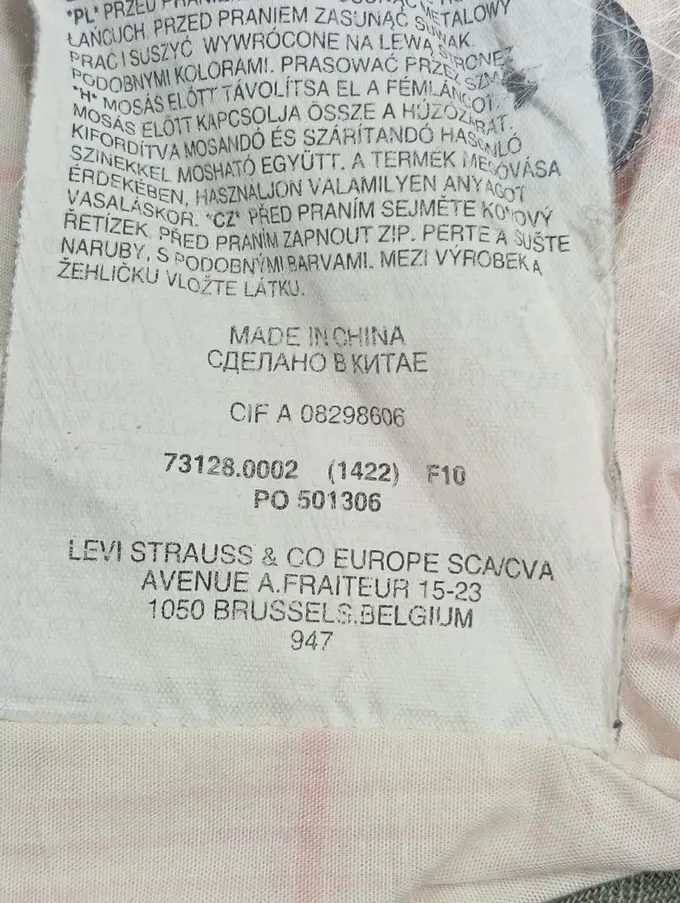 "PL" PRZED
METALOWY
ŁAŃCUCH. PRZED PRANIEM ZASUNĄĆ SUWAK.
PRAĆ I SUSZYĆ WYWRÓCONE NA LEWĄ STRONĘ Z
PODOBNYMI KOLORAMI. PRASOWAĆ PRZEZ
"H" MOSÁS ELŐTT TÁVOLÍTSA EL A FÉMLÁNCOT.
MOSÁS ELŐTT KAPCSOLJA ÖSSZE A HÚZÓZÁRAT.
KIFORDÍTVA MOSANDÓ ÉS SZÁRÍTANDÓ HASONLÓ
SZINEKKEL MOSHATÓ EGYÜTT. A TERMÉK MEGÓVÁSA
ÉRDEKÉBEN, HASZNALJON VALAMILYEN ANYAGOT
VASALÁSKOR. "CZ" PŘED PRANÍM SEJMĚTE KOVOVÝ
ŘETÍZEK. PŘED PRANÍM ZAPNOUT ZIP. PERTE A SUŠTE
NARUBY, S PODOBNÝMI BARVAMI. MEZI VÝROBEK A
ŽEHLIČKU VLOŽTE LÁTKU.
MADE IN CHINA
СДЕЛАНО В КИТАЕ
CIF A 08298606
73128.0002 (1422) F10
PO 501306
LEVI STRAUSS & CO EUROPE SCA/CVA
AVENUE A.FRAITEUR 15-23
1050 BRUSSELS.BELGIUM
947